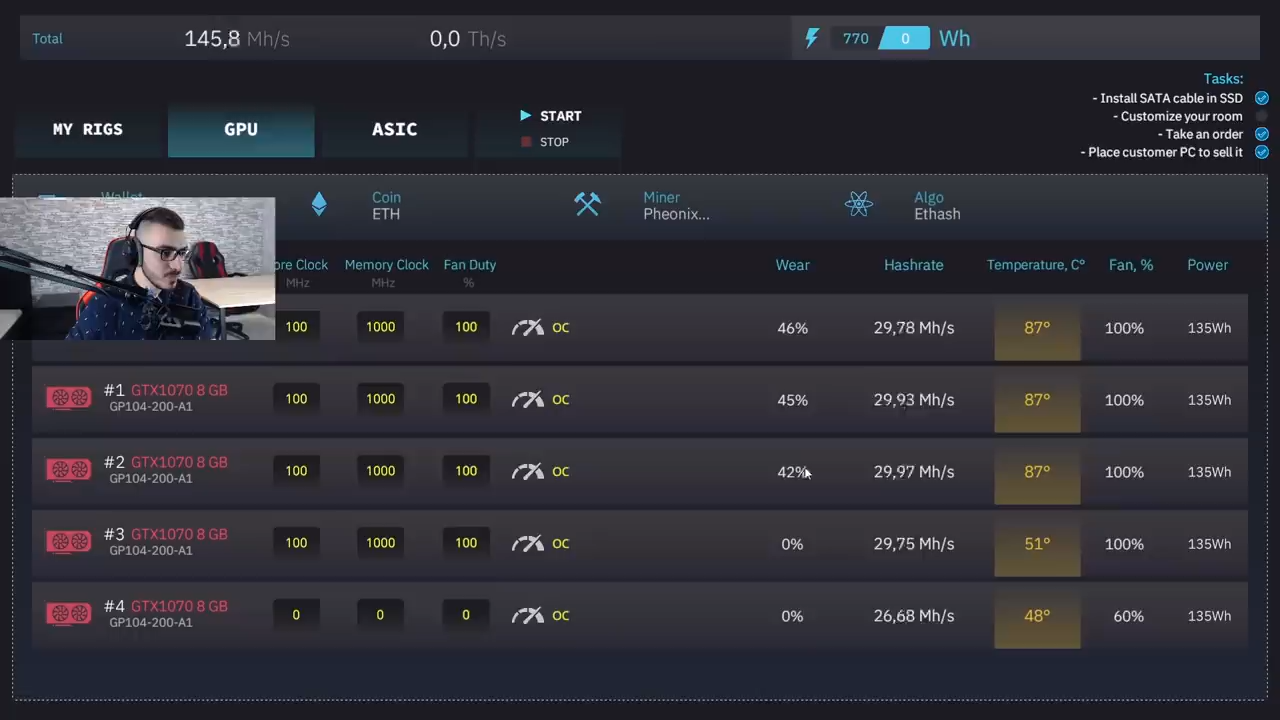 Total 145,8 Mh/s 0,0 Th/s 770 0 Wh
Tasks:
- Install SATA cable in SSD
- Customize your room
- Take an order
- Place customer PC to sell it
MY RIGS GPU ASIC START
STOP
Wallet Coin Miner Algo
ETH Pheonix... Ethash
ore Clock Memory Clock Fan Duty Wear Hashrate Temperature, C° Fan, % Power
MHz MHz %
100 1000 100 OC 46% 29,78 Mh/s 87° 100% 135Wh
#1 GTX1070 8 GB 100 1000 100 OC 45% 29,93 Mh/s 87° 100% 135Wh
GP104-200-A1
#2 GTX1070 8 GB 100 1000 100 OC 42% 29,97 Mh/s 87° 100% 135Wh
GP104-200-A1
#3 GTX1070 8 GB 100 1000 100 OC 0% 29,75 Mh/s 51° 100% 135Wh
GP104-200-A1
#4 GTX1070 8 GB 0 0 0 OC 0% 26,68 Mh/s 48° 60% 135Wh
GP104-200-A1